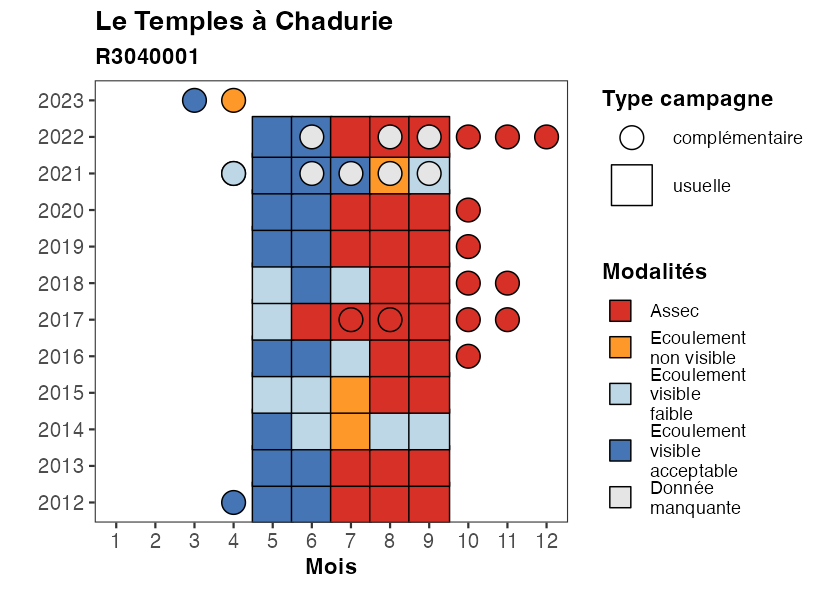 Le Temples à Chadurie
R3040001
2023
2022
2021
2020
2019
2018
2017
2016
2015
2014
2013
2012
1 2 3 4 5 6 7 8 9 10 11 12
Mois
Type campagne
complémentaire
usuelle
Modalités
Assec
Ecoulement
non visible
Ecoulement
visible
faible
Ecoulement
visible
acceptable
Donnée
manquante